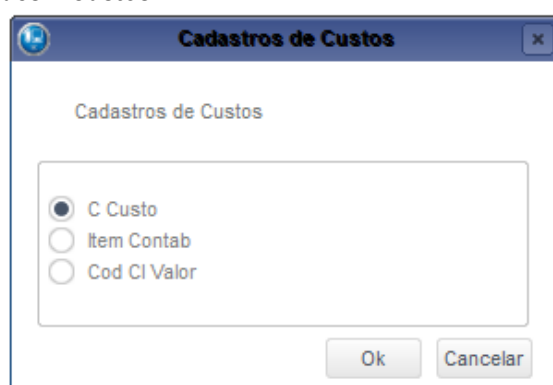 Cadastros de Custos
Cadastros de Custos
C Custo
Item Contab
Cod Cl Valor
Ok
Cancelar